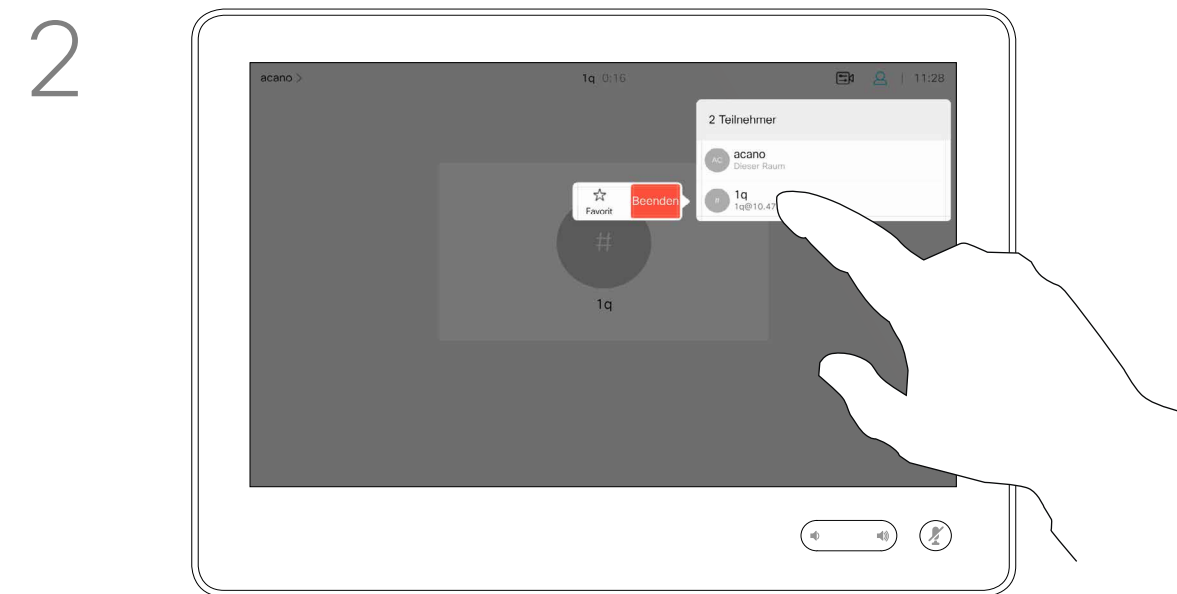 2
acano >
1q 0:16
11:28
2 Teilnehmer
AC
acano
Dieser Raum
Favorit
Beenden
#
1q
1q@10.47
#
1q